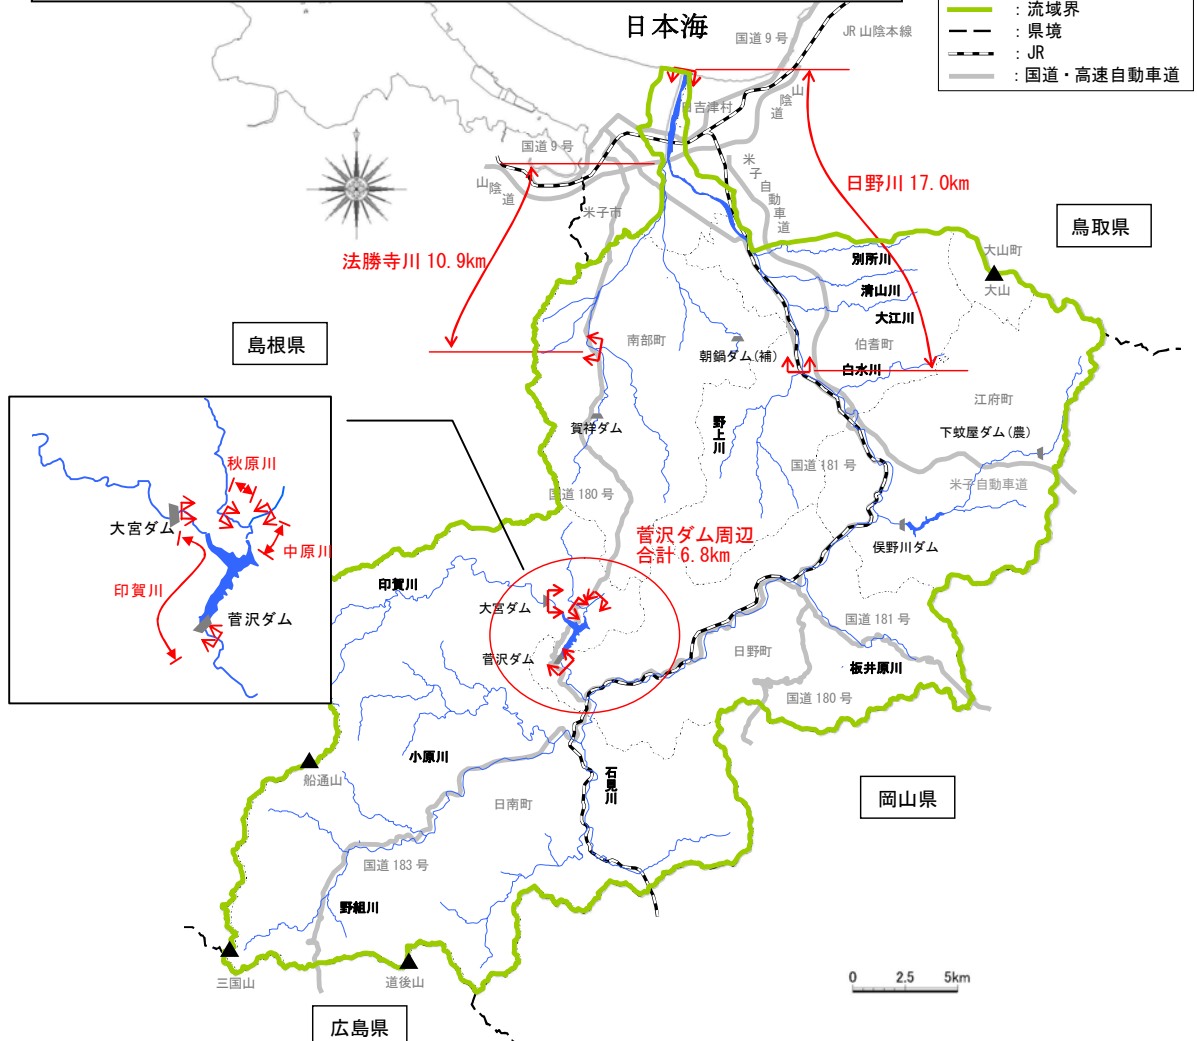 日本海
国道9号
JR山陰本線
：流域界
：県境
：JR
：国道・高速自動車道
山陰道
日吉津村
国道9号
山陰道
米子自動車道
米子市
日野川 17.0km
鳥取県
法勝寺川 10.9km
別所川
大山町
清山川
大山
大江川
島根県
南部町
伯耆町
朝鍋ダム(補)
白水川
江府町
賀祥ダム
野上川
下蚊屋ダム(農)
秋原川
国道181号
米子自動車道
国道180号
大宮ダム
中原川
菅沢ダム周辺
合計 6.8km
俣野川ダム
印賀川
印賀川
大宮ダム
菅沢ダム
国道181号
菅沢ダム
日野町
板井原川
国道180号
小原川
石見川
船通山
日南町
岡山県
国道183号
野組川
三国山
道後山
0 2.5 5km
広島県